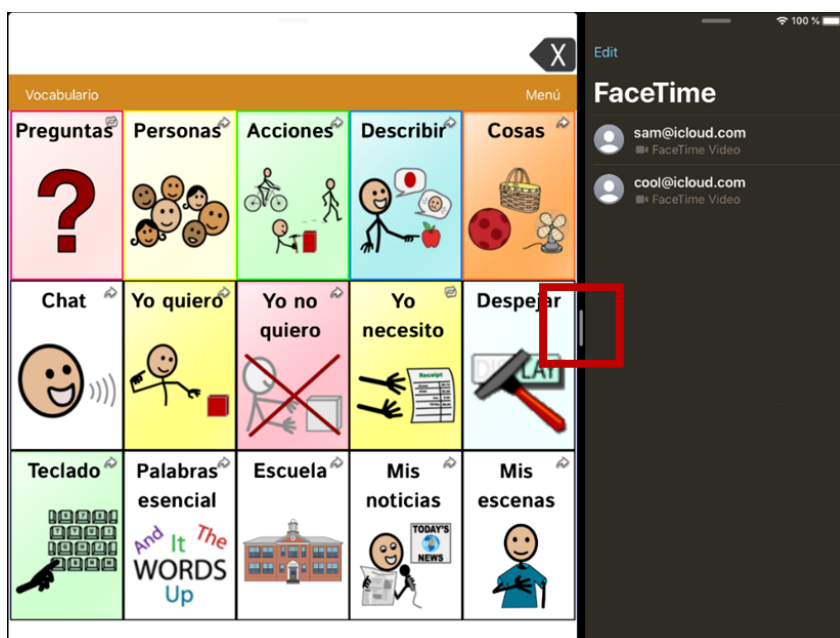 100 %
X
Vocabulario
Menú
Preguntas
Personas
Acciones
Describir
Cosas
Chat
Yo quiero
Yo no
quiero
Yo
necesito
Receipt
Despejar
DISPLAY
Teclado
Palabras
esencial
And
It
The
WORDS
Up
Escuela
Mis
noticias
TODAY'S
NEWS
Mis
escenas
Edit
FaceTime
sam@icloud.com
FaceTime Video
cool@icloud.com
FaceTime Video